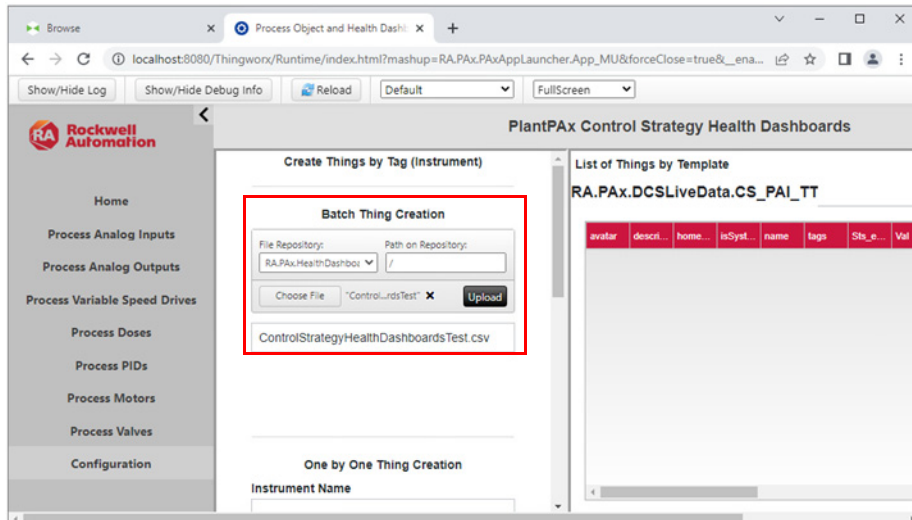 Browse
Process Object and Health Dashb
localhost:8080/Thingworx/Runtime/index.html?mashup=RA.PAx.PAxAppLauncher.App_MU&forceClose=true&__ena...
Show/Hide Log Show/Hide Debug Info Reload Default FullScreen
RA Rockwell Automation
PlantPAx Control Strategy Health Dashboards
Home
Process Analog Inputs
Process Analog Outputs
Process Variable Speed Drives
Process Doses
Process PIDs
Process Motors
Process Valves
Configuration
Create Things by Tag (Instrument)
Batch Thing Creation
File Repository: Path on Repository:
RA.PAx.HealthDashboa /
Choose File "Control...rdsTest" Upload
ControlStrategyHealthDashboardsTest.csv
One by One Thing Creation
Instrument Name
List of Things by Template
RA.PAx.DCSLiveData.CS_PAI_TT
avatar descri... home... isSyst... name tags Sts_e... Val